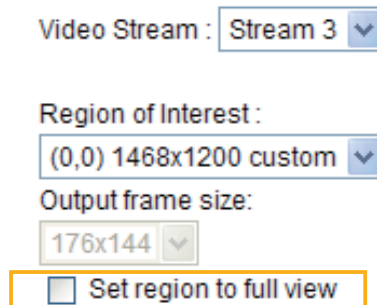 Video Stream : Stream 3
Region of Interest :
(0,0) 1468x1200 custom
Output frame size:
176x144
Set region to full view